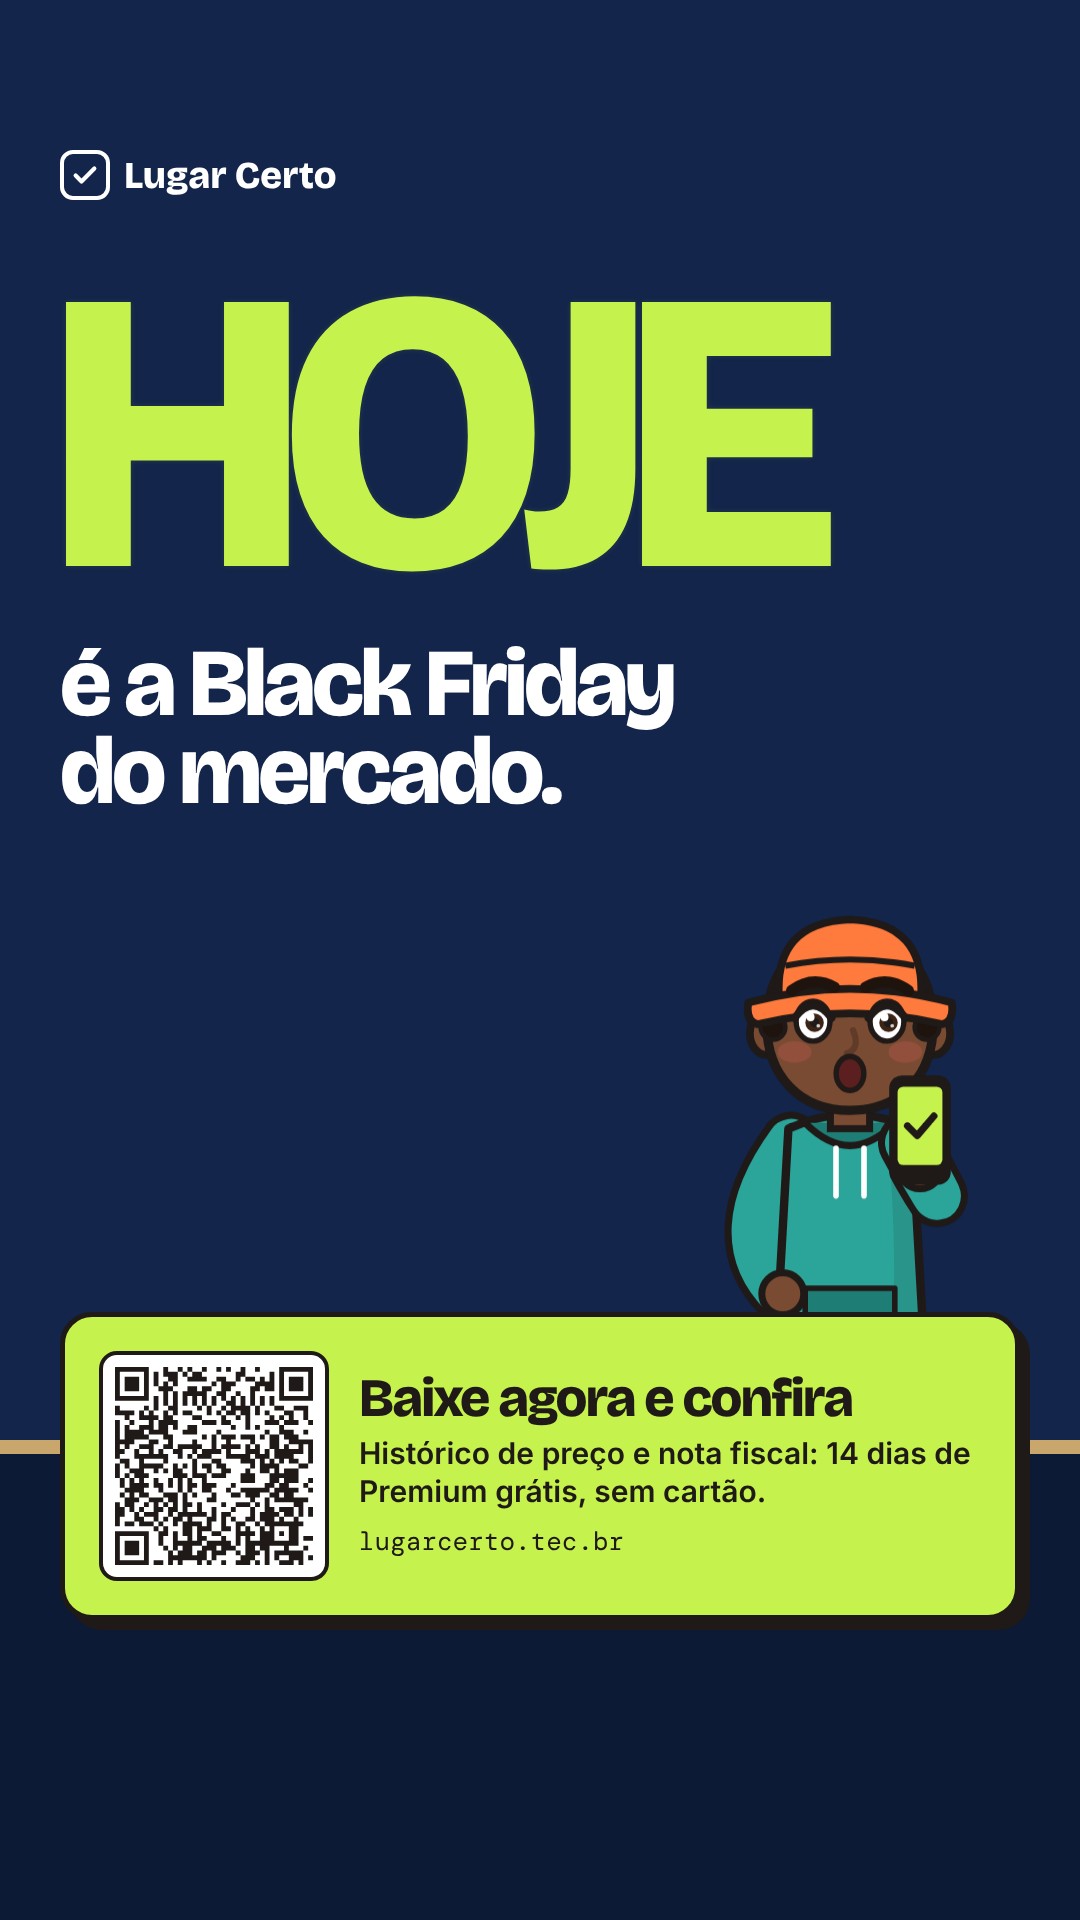 Lugar Certo
HOJE
é a Black Friday
do mercado.
Baixe agora e confira
Histórico de preço e nota fiscal: 14 dias de
Premium grátis, sem cartão.
lugarcerto.tec.br